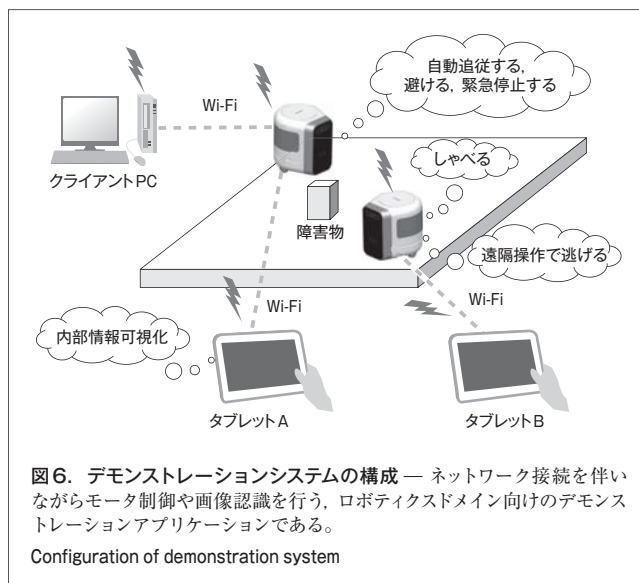 自動追従する,
避ける, 緊急停止する
Wi-Fi
しゃべる
クライアントPC
障害物
遠隔操作で逃げる
Wi-Fi
Wi-Fi
内部情報可視化
タブレットA
タブレットB
図6. デモンストレーションシステムの構成 — ネットワーク接続を伴い
ながらモータ制御や画像認識を行う, ロボティクスドメイン向けのデモンス
トレーションアプリケーションである。
Configuration of demonstration system